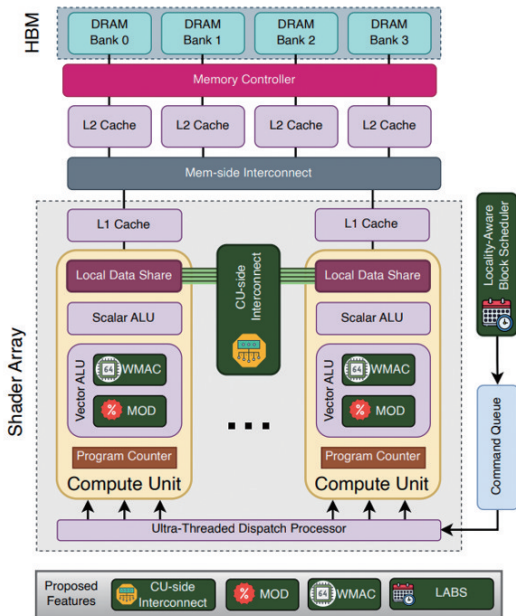 HBM
DRAM
Bank 0
DRAM
Bank 1
DRAM
Bank 2
DRAM
Bank 3
Memory Controller
L2 Cache
L2 Cache
L2 Cache
L2 Cache
Mem-side Interconnect
Shader Array
L1 Cache
L1 Cache
Local Data Share
CU-side
Interconnect
Local Data Share
Scalar ALU
Scalar ALU
Vector ALU
64
WMAC
%
MOD
Vector ALU
64
WMAC
%
MOD
...
Program Counter
Program Counter
Compute Unit
Compute Unit
Ultra-Threaded Dispatch Processor
Locality-Aware
Block Scheduler
Command Queue
Proposed
Features
CU-side
Interconnect
%
MOD
64
WMAC
LABS